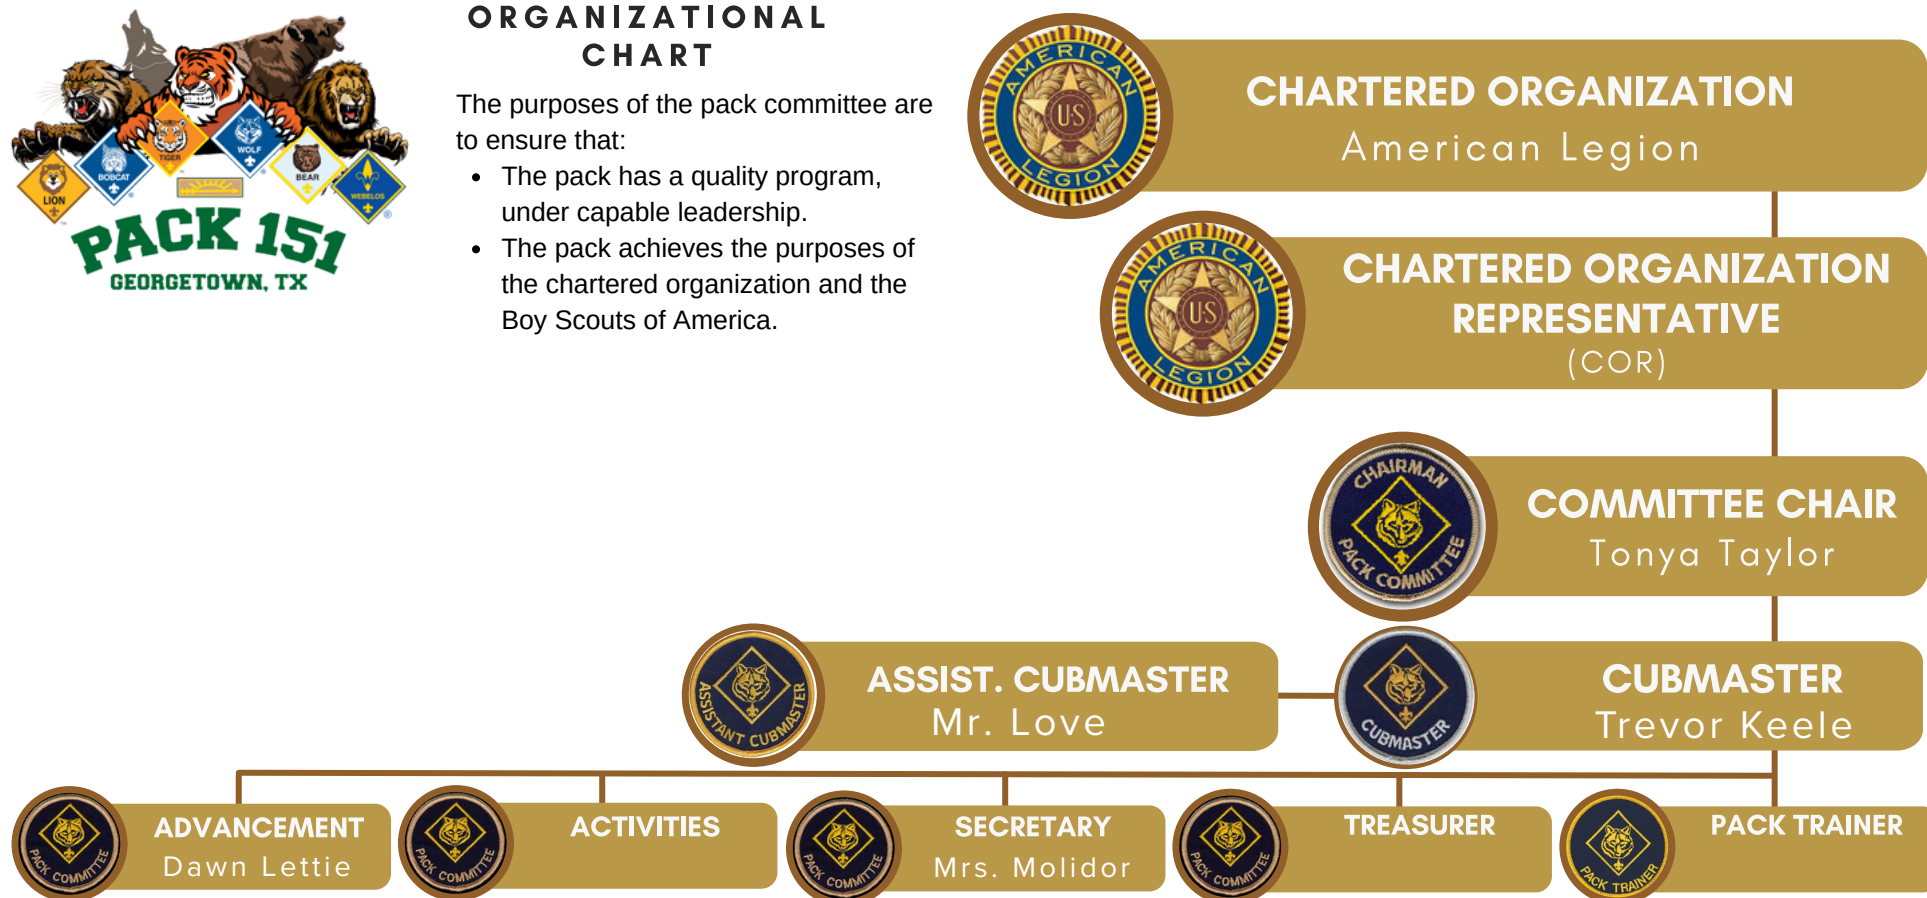 ORGANIZATIONAL
CHART
The purposes of the pack committee are
to ensure that:
• The pack has a quality program,
under capable leadership.
• The pack achieves the purposes of
the chartered organization and the
Boy Scouts of America.
LION
BOBCAT
TIGER
WOLF
BEAR
WEBELOS
PACK 151
GEORGETOWN, TX
AMERICAN
US
LEGION
CHARTERED ORGANIZATION
American Legion
AMERICAN
US
LEGION
CHARTERED ORGANIZATION
REPRESENTATIVE
(COR)
CHAIRMAN
PACK COMMITTEE
COMMITTEE CHAIR
Tonya Taylor
ASSISTANT CUBMASTER
ASSIST. CUBMASTER
Mr. Love
CUBMASTER
CUBMASTER
Trevor Keele
PACK COMMITTEE
ADVANCEMENT
Dawn Lettie
PACK COMMITTEE
ACTIVITIES
PACK COMMITTEE
SECRETARY
Mrs. Molidor
PACK COMMITTEE
TREASURER
PACK TRAINER
PACK TRAINER